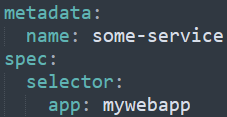 metadata:
  name: some-service
spec:
  selector:
    app: mywebapp